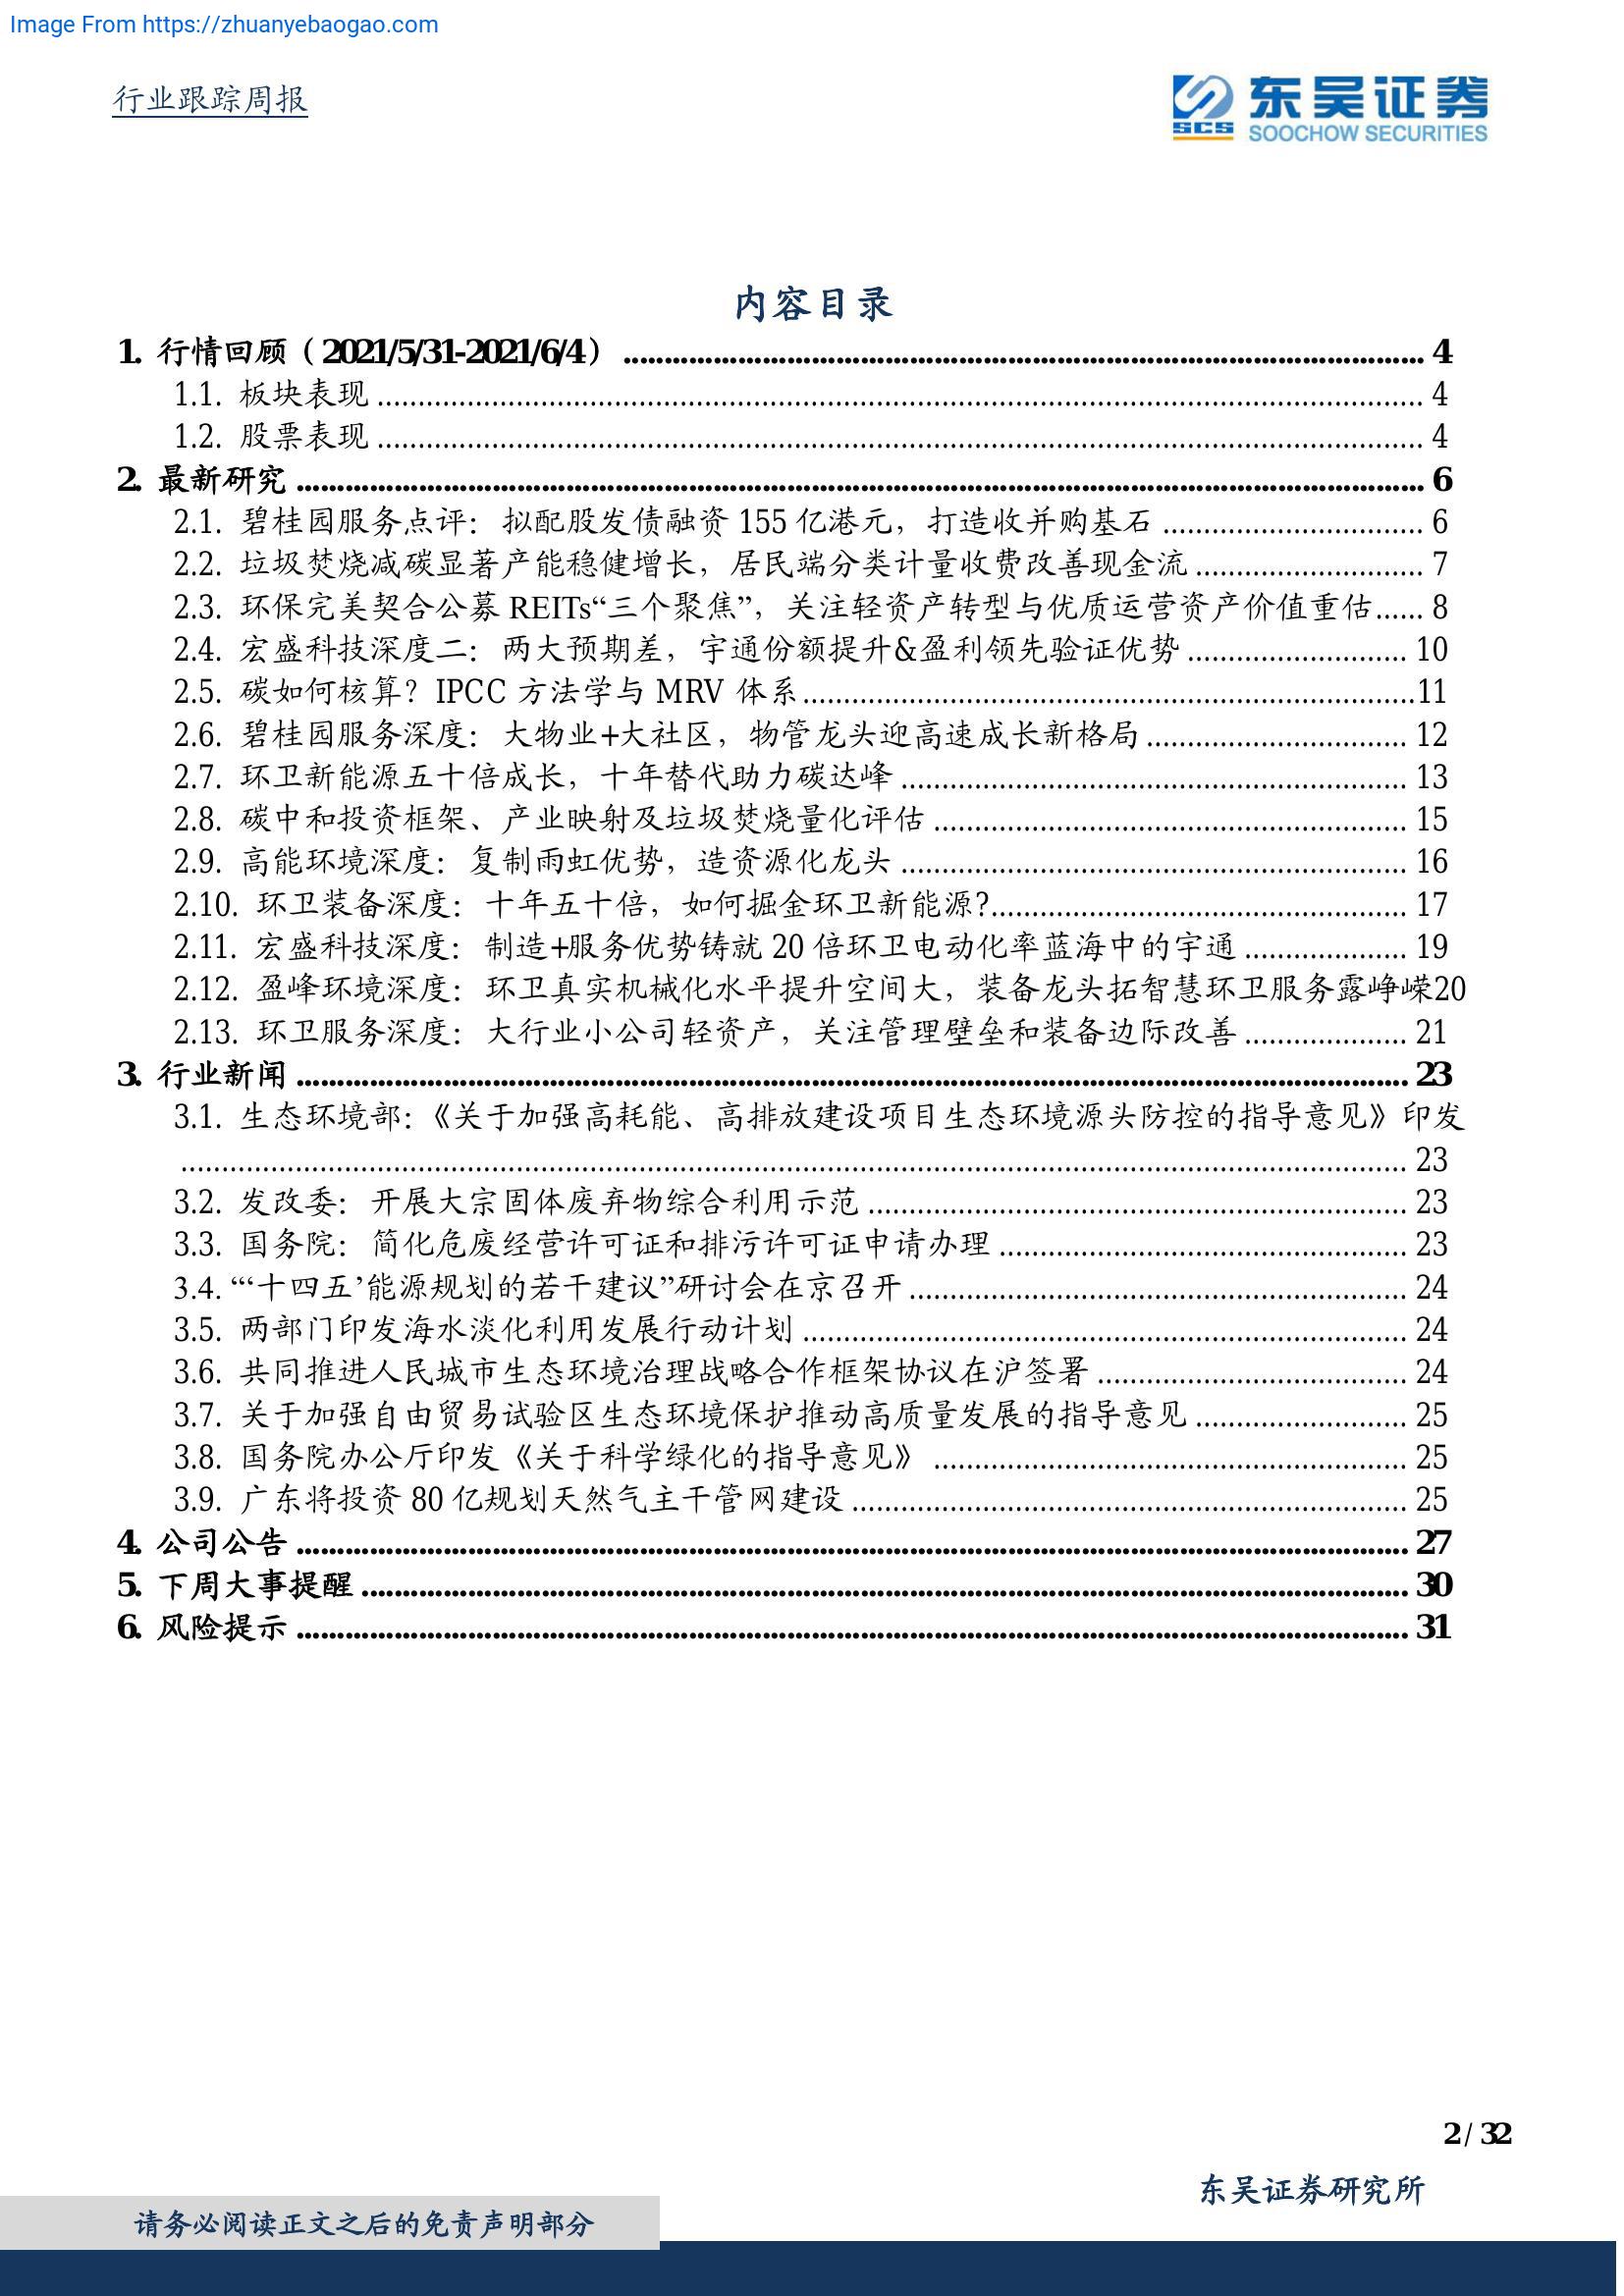 Image From https://zhuanyebaogao.com
行业跟踪周报
SCS
东吴证券
SOOCHOW SECURITIES
内容目录
1. 行情回顾（2021/5/31-2021/6/4） ........ 4
1.1. 板块表现 ........ 4
1.2. 股票表现 ........ 4
2. 最新研究 ........ 6
2.1. 碧桂园服务点评：拟配股发债融资 155 亿港元，打造收并购基石 ........ 6
2.2. 垃圾焚烧减碳显著产能稳健增长，居民端分类计量收费改善现金流 ........ 7
2.3. 环保完美契合公募 REITs“三个聚焦”，关注轻资产转型与优质运营资产价值重估...... 8
2.4. 宏盛科技深度二：两大预期差，宇通份额提升&盈利领先验证优势 ........ 10
2.5. 碳如何核算？IPCC 方法学与 MRV 体系 ........ 11
2.6. 碧桂园服务深度：大物业+大社区，物管龙头迎高速成长新格局 ........ 12
2.7. 环卫新能源五十倍成长，十年替代助力碳达峰 ........ 13
2.8. 碳中和投资框架、产业映射及垃圾焚烧量化评估 ........ 15
2.9. 高能环境深度：复制雨虹优势，造资源化龙头 ........ 16
2.10. 环卫装备深度：十年五十倍，如何掘金环卫新能源? ........ 17
2.11. 宏盛科技深度：制造+服务优势铸就 20 倍环卫电动化率蓝海中的宇通 ........ 19
2.12. 盈峰环境深度：环卫真实机械化水平提升空间大，装备龙头拓智慧环卫服务露峥嵘20
2.13. 环卫服务深度：大行业小公司轻资产，关注管理壁垒和装备边际改善 ........ 21
3. 行业新闻 ........ 23
3.1. 生态环境部：《关于加强高耗能、高排放建设项目生态环境源头防控的指导意见》印发
........ 23
3.2. 发改委：开展大宗固体废弃物综合利用示范 ........ 23
3.3. 国务院：简化危废经营许可证和排污许可证申请办理 ........ 23
3.4. “‘十四五’能源规划的若干建议”研讨会在京召开 ........ 24
3.5. 两部门印发海水淡化利用发展行动计划 ........ 24
3.6. 共同推进人民城市生态环境治理战略合作框架协议在沪签署 ........ 24
3.7. 关于加强自由贸易试验区生态环境保护推动高质量发展的指导意见 ........ 25
3.8. 国务院办公厅印发《关于科学绿化的指导意见》 ........ 25
3.9. 广东将投资 80 亿规划天然气主干管网建设 ........ 25
4. 公司公告 ........ 27
5. 下周大事提醒 ........ 30
6. 风险提示 ........ 31
2 / 32
东吴证券研究所
请务必阅读正文之后的免责声明部分